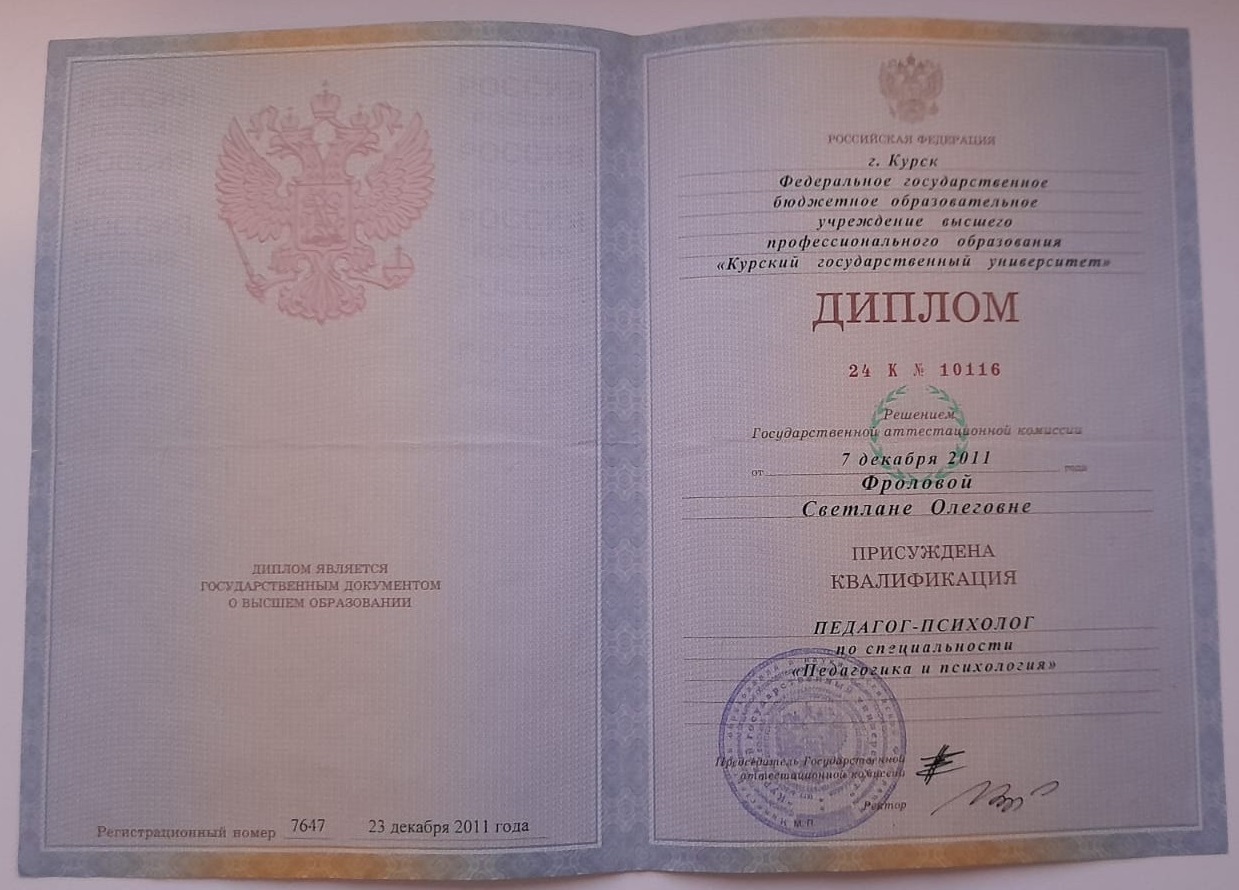 ДИПЛОМ ЯВЛЯЕТСЯ
ГОСУДАРСТВЕННЫМ ДОКУМЕНТОМ
О ВЫСШЕМ ОБРАЗОВАНИИ
Регистрационный номер 7647 23 декабря 2011 года
РОССИЙСКАЯ ФЕДЕРАЦИЯ
г. Курск
Федеральное государственное
бюджетное образовательное
учреждение высшего
профессионального образования
«Курский государственный университет»
ДИПЛОМ
24 К № 10116
Решением
Государственной аттестационной комиссии
от 7 декабря 2011 года
Фроловой
Светлане Олеговне
ПРИСУЖДЕНА
КВАЛИФИКАЦИЯ
ПЕДАГОГ-ПСИХОЛОГ
по специальности
«Педагогика и психология»
Председатель Государственной
аттестационной комиссии
Ректор
М.П.